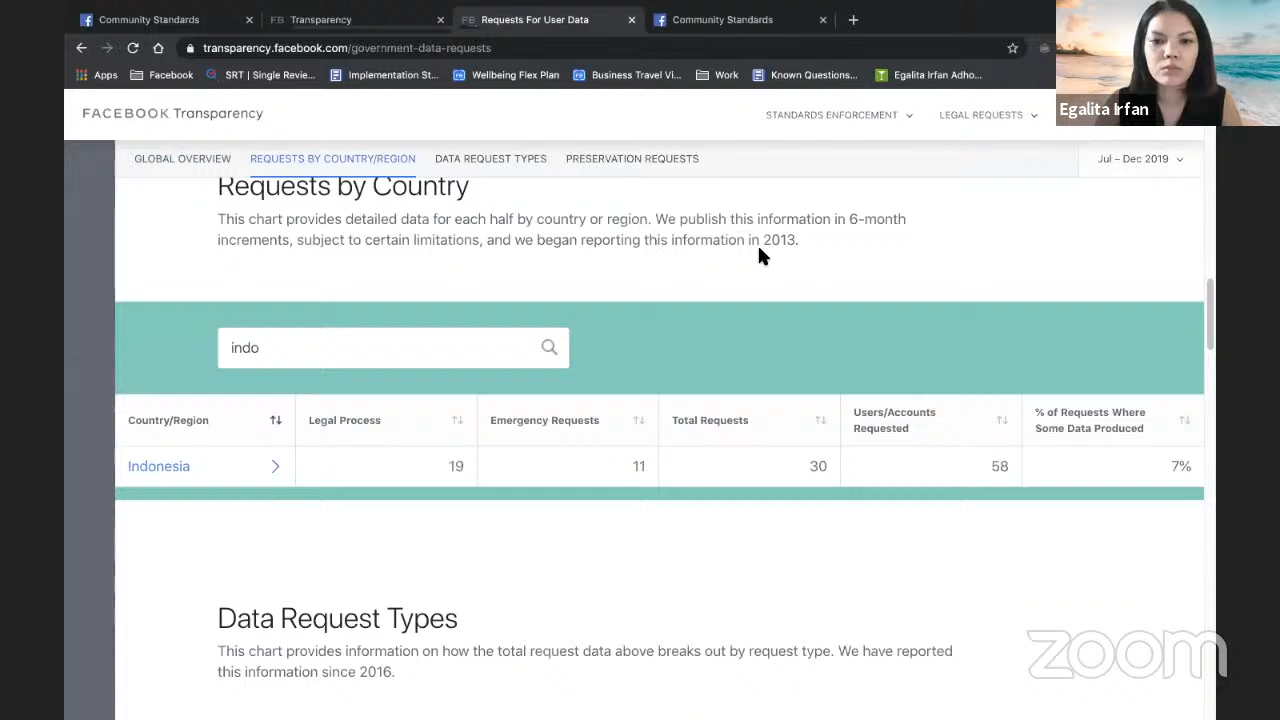 Community Standards
FB Transparency
FB Requests For User Data
Community Standards
transparency.facebook.com/government-data-requests
Apps
Facebook
SRT | Single Revie...
Implementation St...
Wellbeing Flex Plan
Business Travel Vi...
Work
Known Questions...
Egalita Irfan Adho...
Egalita Irfan
FACEBOOK Transparency
STANDARDS ENFORCEMENT
LEGAL REQUESTS
GLOBAL OVERVIEW
REQUESTS BY COUNTRY/REGION
DATA REQUEST TYPES
PRESERVATION REQUESTS
Jul – Dec 2019
Requests by Country
This chart provides detailed data for each half by country or region. We publish this information in 6-month
increments, subject to certain limitations, and we began reporting this information in 2013.
indo
Country/Region
Legal Process
Emergency Requests
Total Requests
Users/Accounts
Requested
% of Requests Where
Some Data Produced
Indonesia
19
11
30
58
7%
Data Request Types
This chart provides information on how the total request data above breaks out by request type. We have reported
this information since 2016.
zoom